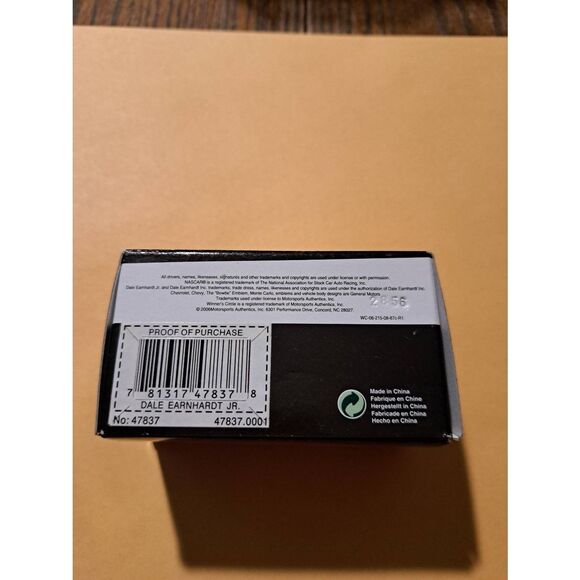 All drivers, names, likenesses, signatures and other trademarks and copyrights are used under license or with permission.
NASCAR® is a registered trademark of The National Association for Stock Car Auto Racing, Inc.
Dale Earnhardt Jr. and Dale Earnhardt Inc. trademarks, trade dress names, likenesses and copyrights are used under the authorization of Dale Earnhardt Inc.
Chevrolet, Chevy, The "Bowtie" Emblem, Monte Carlo, emblems and vehicle body designs are General Motors
Trademarks used under license to Motorsports Authentics, Inc.
Winner's Circle is a registered trademark of Motorsports Authentics, Inc.
© 2006Motorsports Authentics, Inc. 6301 Performance Drive, Concord, NC 28027.
WC-06-215-08-67c-R1
PROOF OF PURCHASE
7 81317 47837 8
DALE EARNHARDT JR.
No: 47837 47837.0001
Made in China
Fabrique en Chine
Hergestellt in China
Fabricado en China
Hecho en China